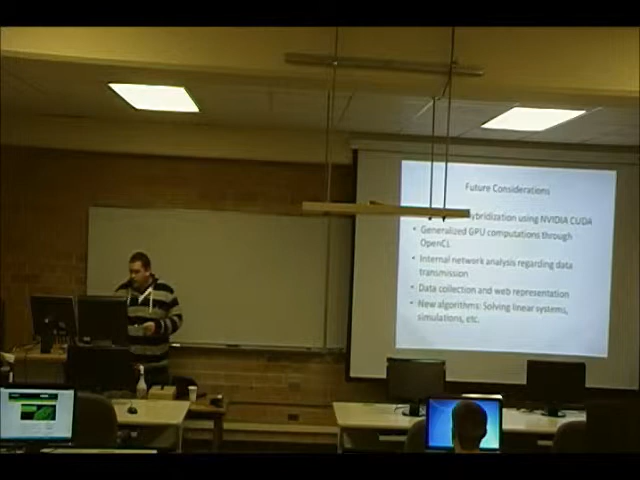 Future Considerations
hybridization using NVIDIA CUDA
• Generalized GPU computations through
OpenCL
• Internal network analysis regarding data
transmission
• Data collection and web representation
• New algorithms: Solving linear systems,
simulations, etc.